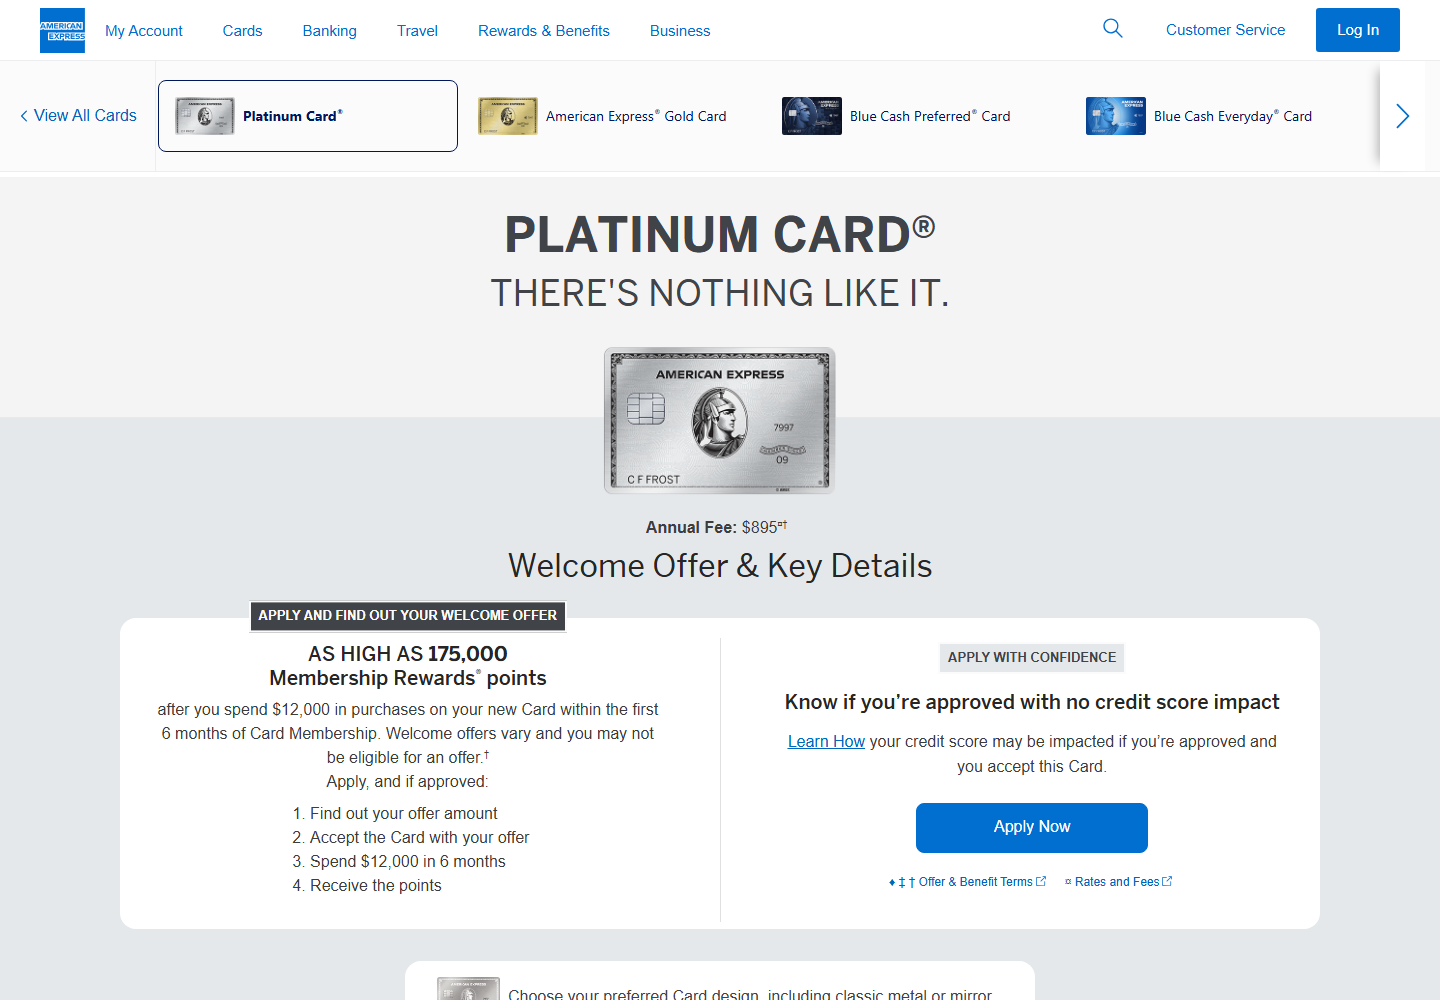 AMERICAN EXPRESS
My Account
Cards
Banking
Travel
Rewards & Benefits
Business
Customer Service
Log In
View All Cards
Platinum Card®
American Express® Gold Card
Blue Cash Preferred® Card
Blue Cash Everyday® Card
PLATINUM CARD®
THERE'S NOTHING LIKE IT.
AMERICAN EXPRESS
7997
09
C F FROST
Annual Fee: $895¤†
Welcome Offer & Key Details
APPLY AND FIND OUT YOUR WELCOME OFFER
AS HIGH AS 175,000
Membership Rewards® points
after you spend $12,000 in purchases on your new Card within the first
6 months of Card Membership. Welcome offers vary and you may not
be eligible for an offer.†
Apply, and if approved:
1. Find out your offer amount
2. Accept the Card with your offer
3. Spend $12,000 in 6 months
4. Receive the points
APPLY WITH CONFIDENCE
Know if you’re approved with no credit score impact
Learn How your credit score may be impacted if you’re approved and
you accept this Card.
Apply Now
♦ ‡ † Offer & Benefit Terms
¤ Rates and Fees
Choose your preferred Card design, including classic metal or mirror